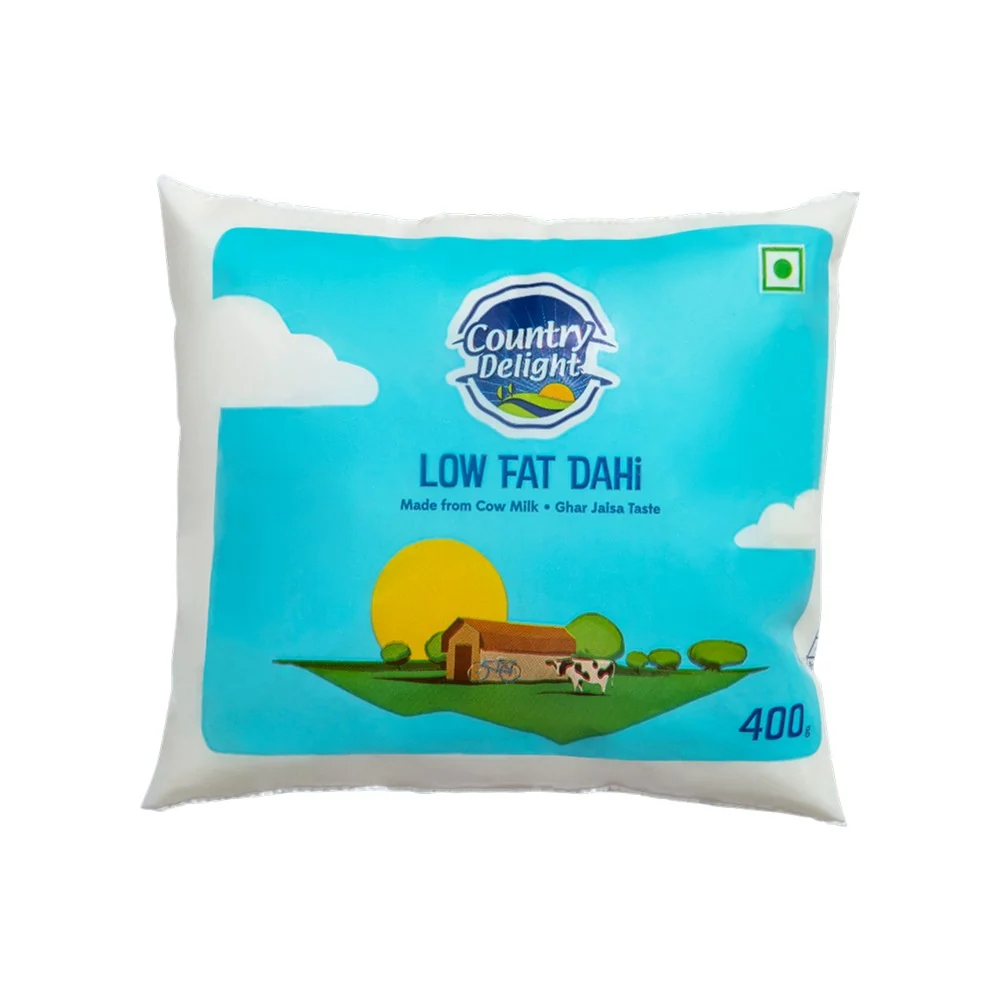 Country
Delight
LOW FAT DAHi
Made from Cow Milk • Ghar Jaisa Taste
400g